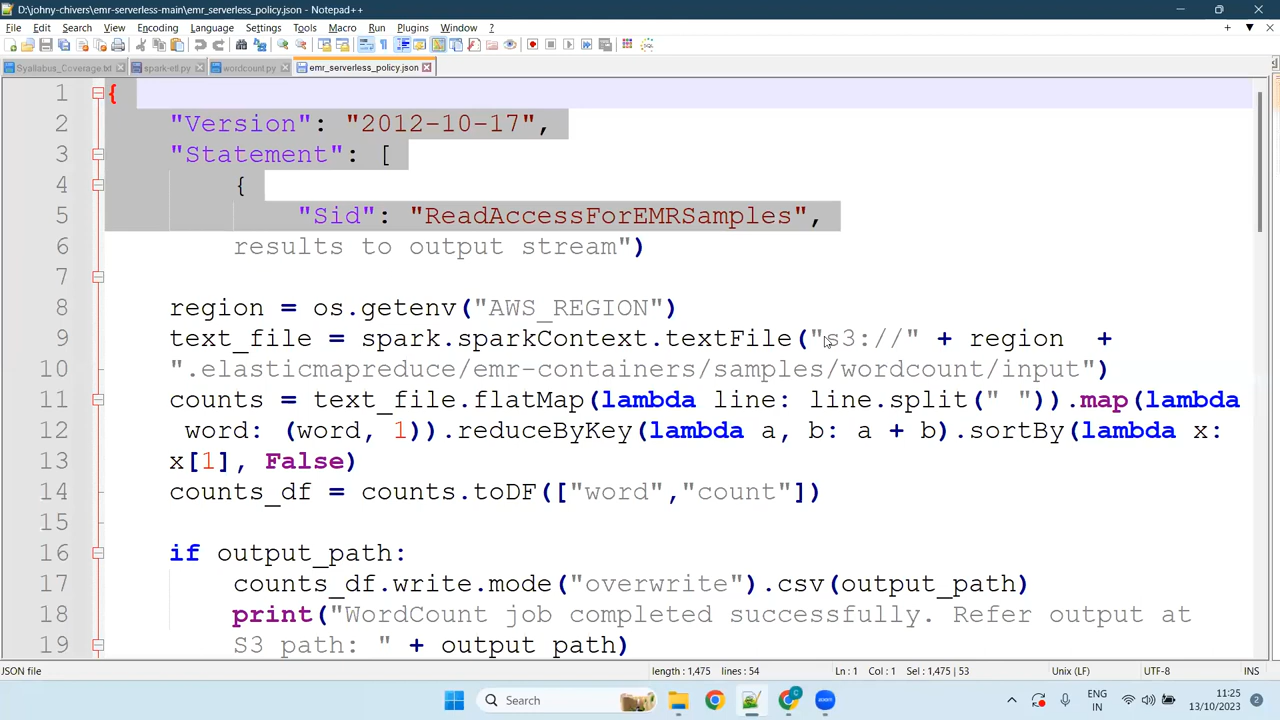 D:\johny-chivers\emr-serverless-main\emr_serverless_policy.json - Notepad++
File Edit Search View Encoding Language Settings Tools Macro Run Plugins Window ?
Syallabus_Coverage.txt spark-etl.py wordcount.py emr_serverless_policy.json
1 {
2 "Version": "2012-10-17",
3 "Statement": [
4 {
5 "Sid": "ReadAccessForEMRSamples",
6 results to output stream")
7
8 region = os.getenv("AWS_REGION")
9 text_file = spark.sparkContext.textFile("s3://" + region +
10 ".elasticmapreduce/emr-containers/samples/wordcount/input")
11 counts = text_file.flatMap(lambda line: line.split(" ")).map(lambda
12 word: (word, 1)).reduceByKey(lambda a, b: a + b).sortBy(lambda x:
13 x[1], False)
14 counts_df = counts.toDF(["word","count"])
15
16 if output_path:
17 counts_df.write.mode("overwrite").csv(output_path)
18 print("WordCount job completed successfully. Refer output at
19 S3 path: " + output_path)
JSON file length : 1,475 lines : 54 Ln : 1 Col : 1 Sel : 1,475 | 53 Unix (LF) UTF-8 INS
Search ENG IN 11:25 13/10/2023